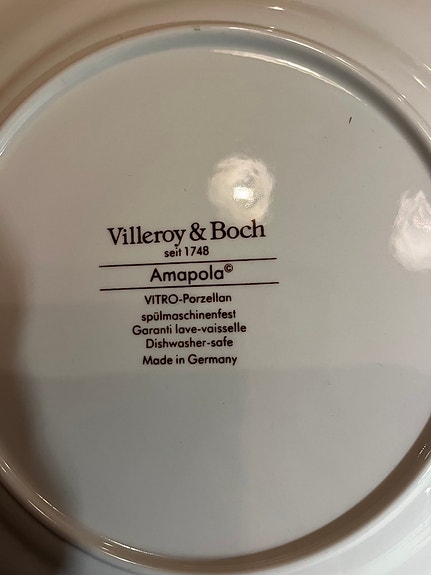 Villeroy & Boch
seit 1748
Amapola©
VITRO-Porzellan
spülmaschinenfest
Garanti lave-vaisselle
Dishwasher-safe
Made in Germany